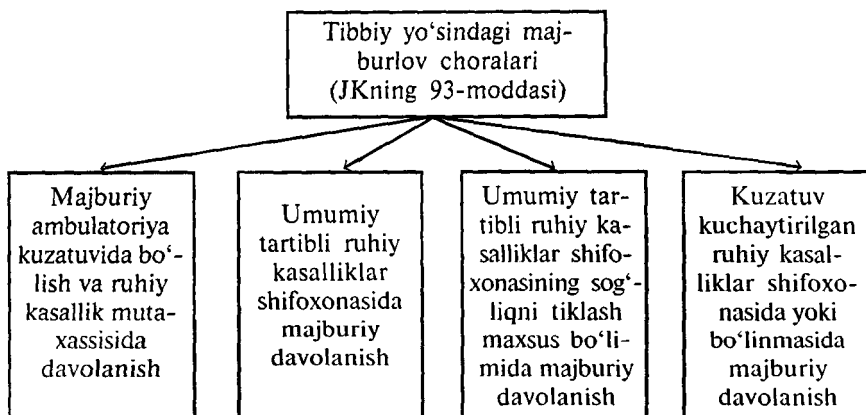 Tibbiy yo‘sindagi maj-
burlov choralari
(JKning 93-moddasi)
Majburiy
ambulatoriya
kuzatuvida bo‘-
lish va ruhiy
kasallik muta-
xassisida
davolanish
Umumiy
tartibli ruhiy
kasalliklar
shifoxonasida
majburiy
davolanish
Umumiy tar-
tibli ruhiy ka-
salliklar shifo-
xonasining sog‘-
liqni tiklash
maxsus bo‘li-
mida majburiy
davolanish
Kuzatuv
kuchaytirilgan
ruhiy kasal-
liklar shifoxo-
nasida yoki
bo‘linmasida
majburiy
davolanish